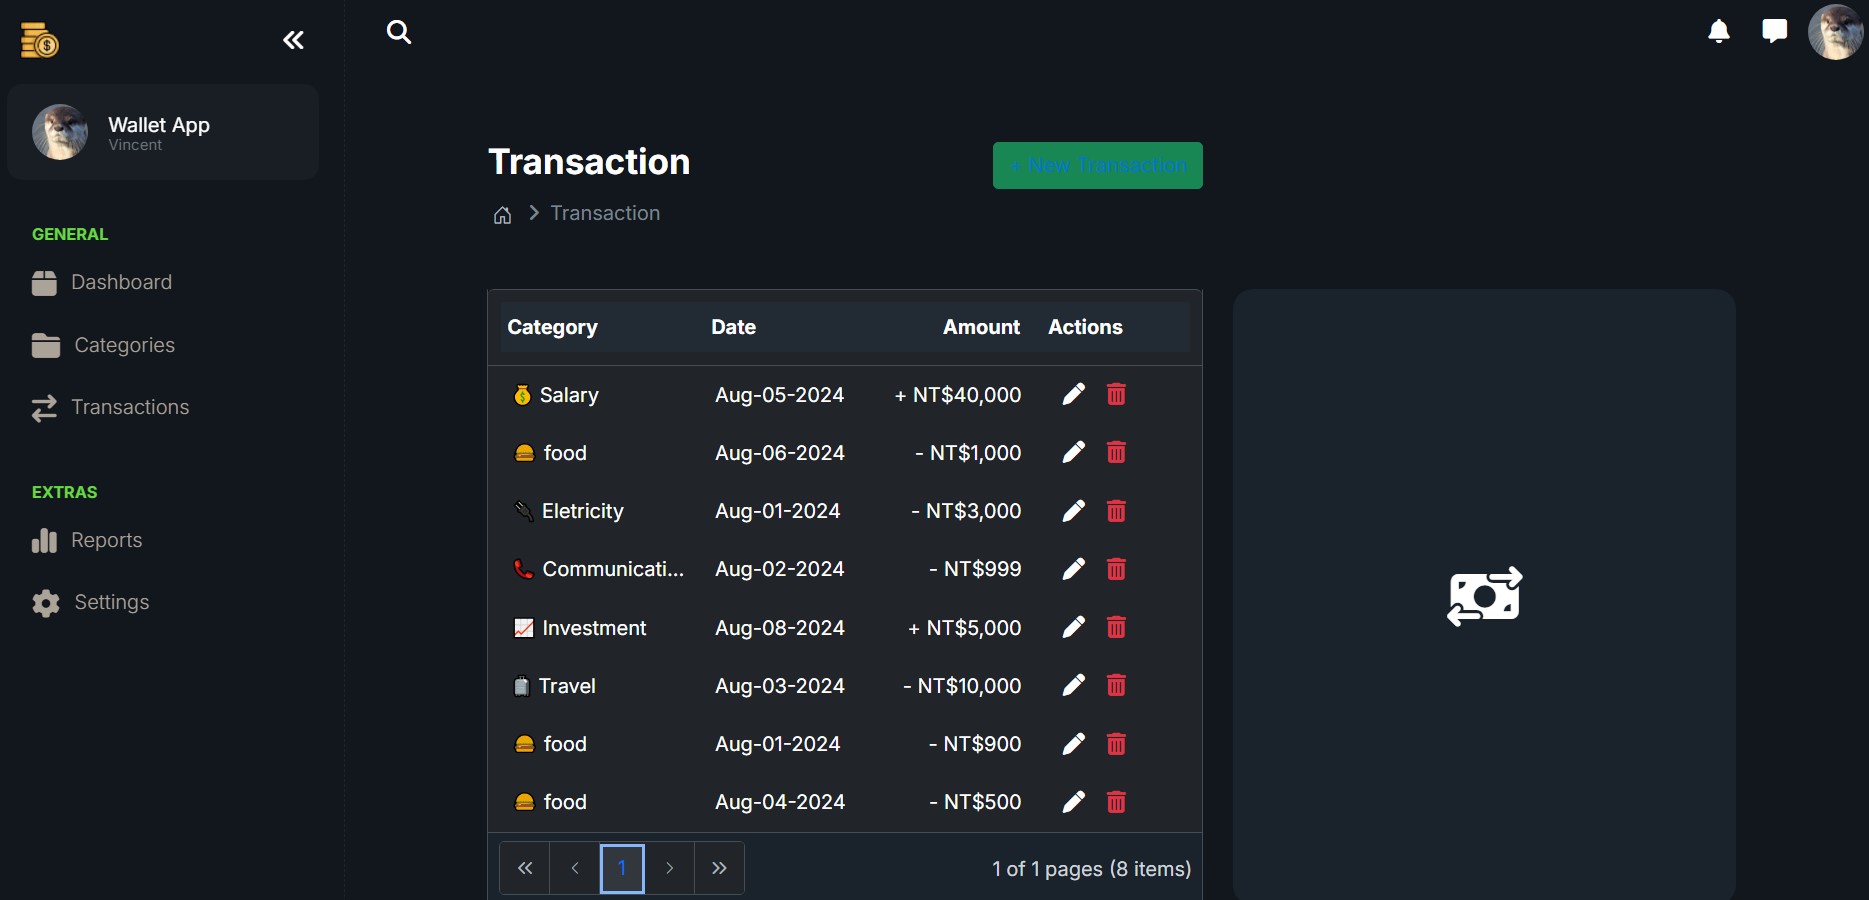 Wallet App
Vincent
GENERAL
Dashboard
Categories
Transactions
EXTRAS
Reports
Settings
Transaction
+ New Transaction
Transaction
Category Date Amount Actions
Salary Aug-05-2024 + NT$40,000
food Aug-06-2024 - NT$1,000
Eletricity Aug-01-2024 - NT$3,000
Communicati... Aug-02-2024 - NT$999
Investment Aug-08-2024 + NT$5,000
Travel Aug-03-2024 - NT$10,000
food Aug-01-2024 - NT$900
food Aug-04-2024 - NT$500
1
1 of 1 pages (8 items)